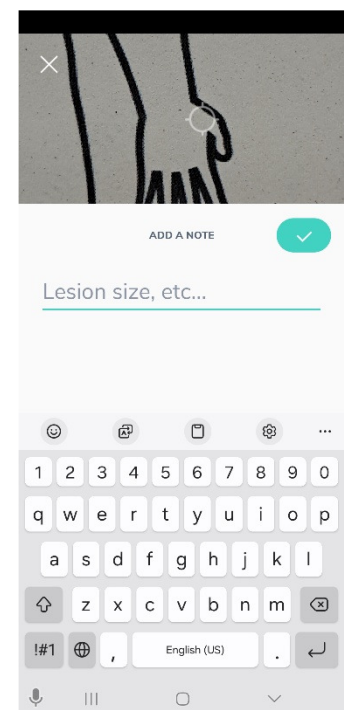 ADD A NOTE
Lesion size, etc...
1 2 3 4 5 6 7 8 9 0
q w e r t y u i o p
a s d f g h j k l
z x c v b n m
!#1 , English (US) .